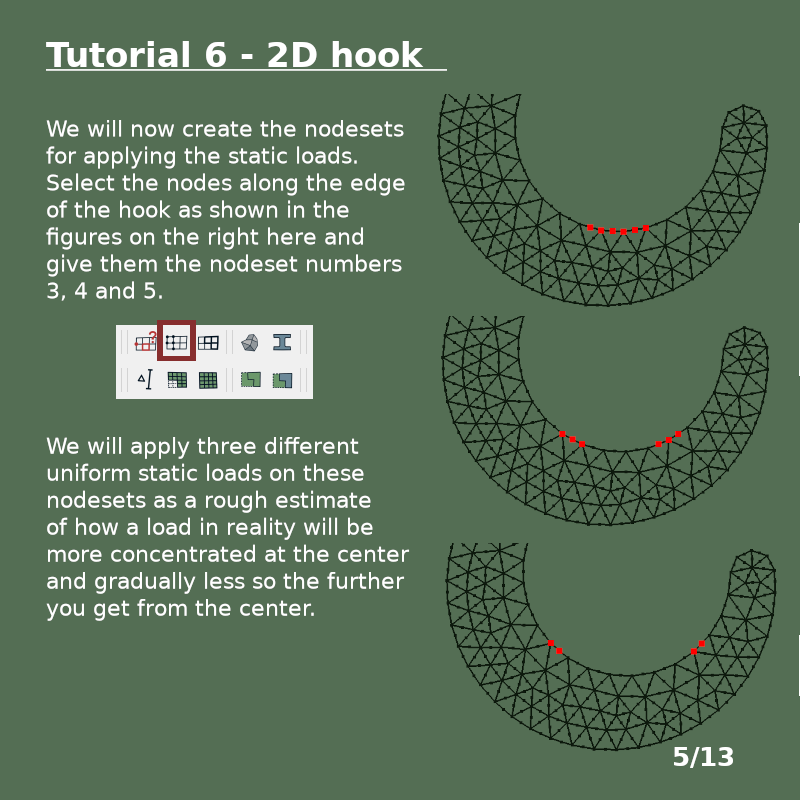 Tutorial 6 - 2D hook
We will now create the nodesets
for applying the static loads.
Select the nodes along the edge
of the hook as shown in the
figures on the right here and
give them the nodeset numbers
3, 4 and 5.
?
We will apply three different
uniform static loads on these
nodesets as a rough estimate
of how a load in reality will be
more concentrated at the center
and gradually less so the further
you get from the center.
5/13